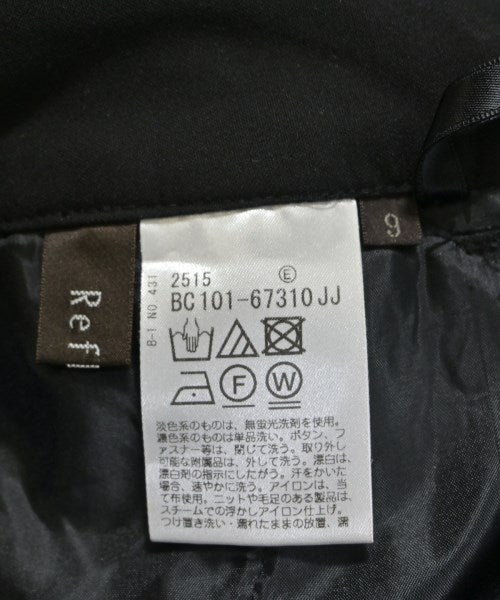 Refl
B-1 NO.431
2515 E
BC101-67310JJ
F W
淡色系のものは、無蛍光洗剤を使用。
濃色系のものは単品洗い。ボタン、フ
ァスナー等は、閉じて洗う。取り外し
可能な附属品は、外して洗う。漂白は、
漂白剤の指示にしたがう。汗をかいた
場合、速やかに洗う。アイロンは、当
て布使用。ニットや毛足のある製品は、
スチームでの浮かしアイロン仕上げ。
つけ置き洗い・濡れたままの放置、濡
9